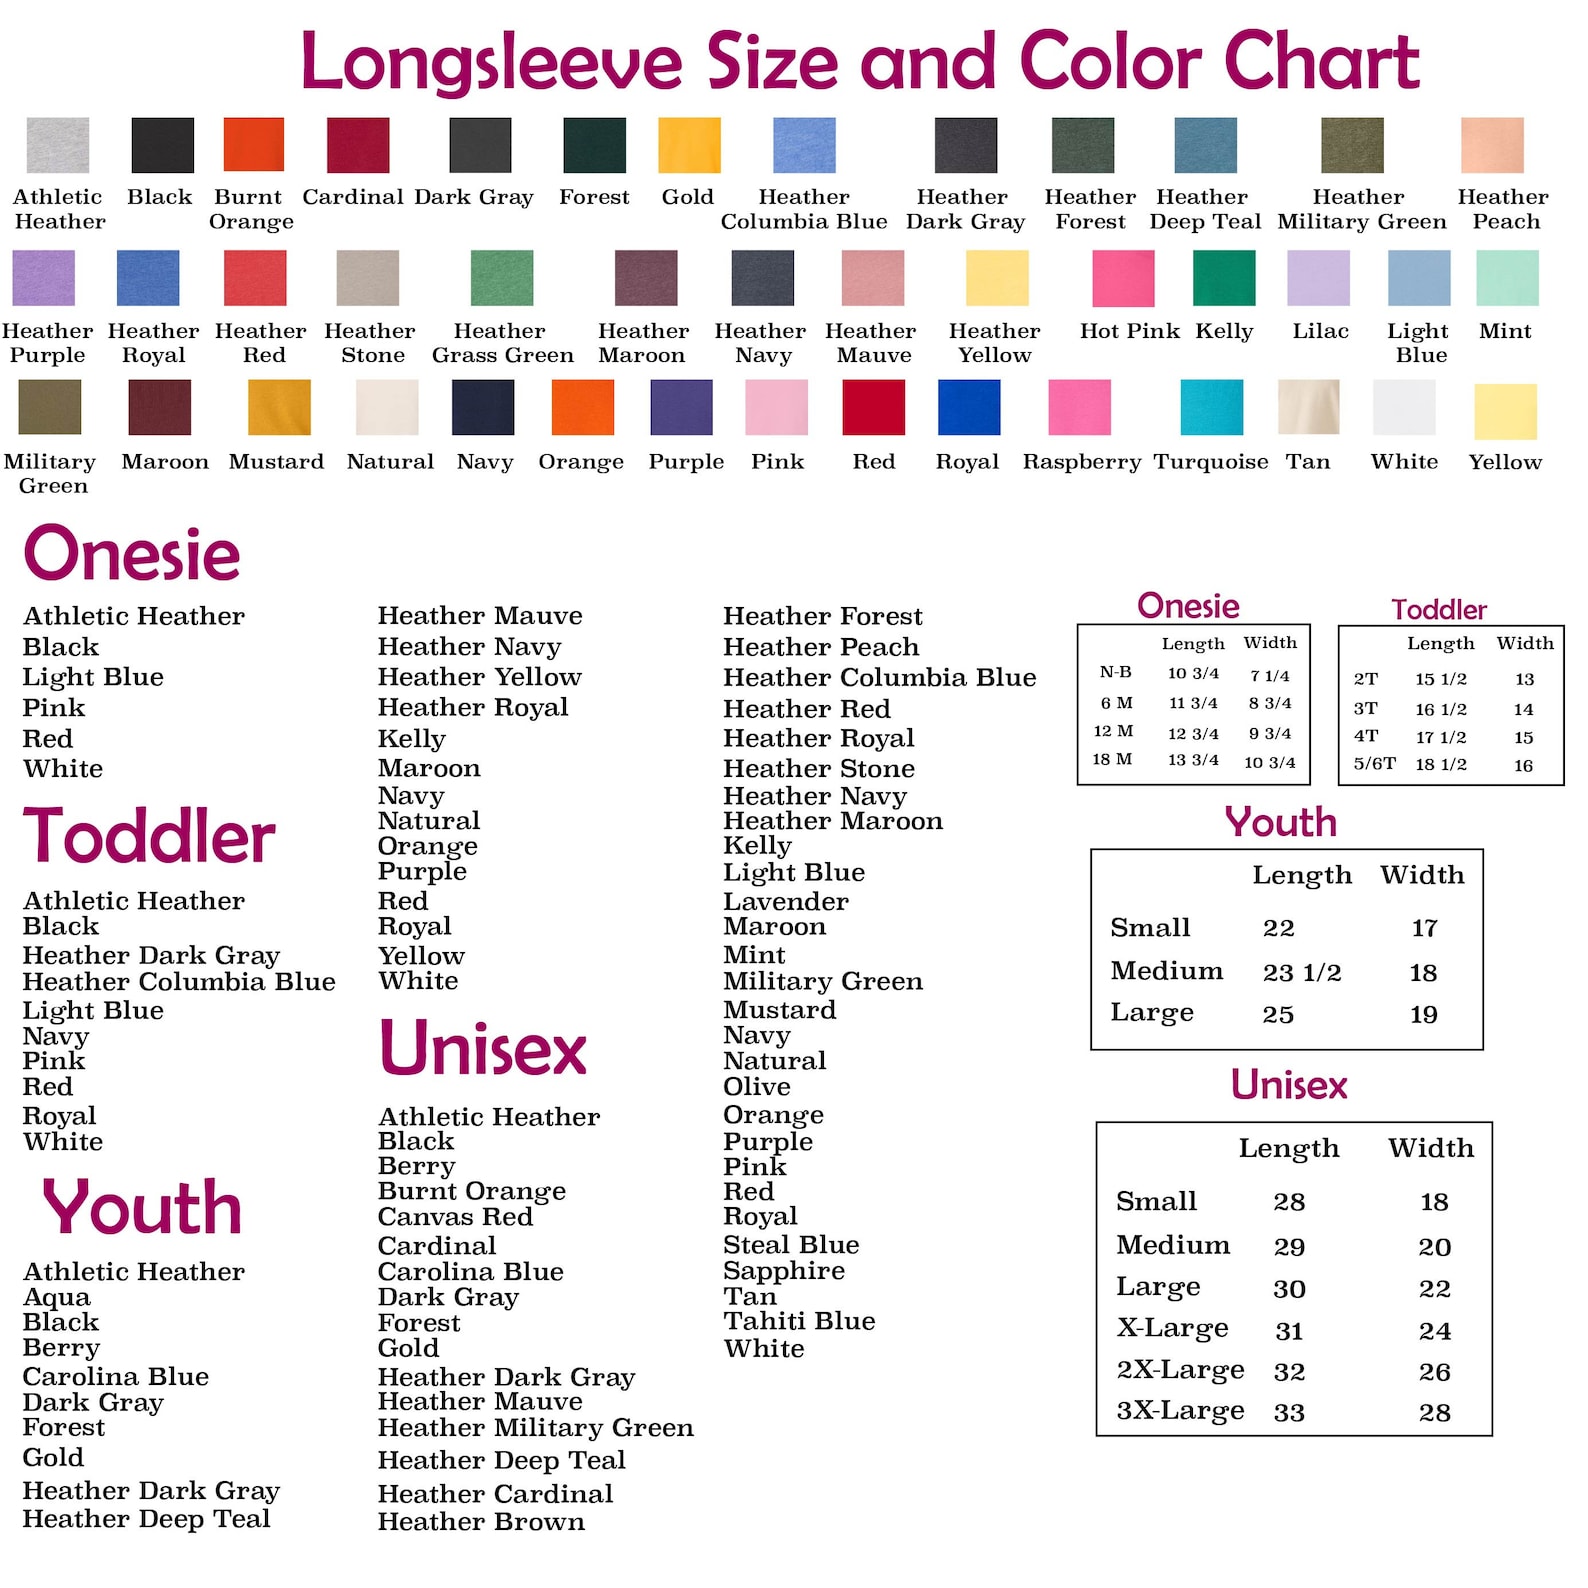 Longsleeve Size and Color Chart
Athletic Heather
Black
Burnt Orange
Cardinal
Dark Gray
Forest
Gold
Heather Columbia Blue
Heather Dark Gray
Heather Forest
Heather Deep Teal
Heather Military Green
Heather Peach
Heather Purple
Heather Royal
Heather Red
Heather Stone
Heather Grass Green
Heather Maroon
Heather Navy
Heather Mauve
Heather Yellow
Hot Pink
Kelly
Lilac
Light Blue
Mint
Military Green
Maroon
Mustard
Natural
Navy
Orange
Purple
Pink
Red
Royal
Raspberry
Turquoise
Tan
White
Yellow
Onesie
Athletic Heather
Black
Light Blue
Pink
Red
White
Toddler
Athletic Heather
Black
Heather Dark Gray
Heather Columbia Blue
Light Blue
Navy
Pink
Red
Royal
White
Youth
Athletic Heather
Aqua
Black
Berry
Carolina Blue
Dark Gray
Forest
Gold
Heather Dark Gray
Heather Deep Teal
Heather Mauve
Heather Navy
Heather Yellow
Heather Royal
Kelly
Maroon
Navy
Natural
Orange
Purple
Red
Royal
Yellow
White
Unisex
Athletic Heather
Black
Berry
Burnt Orange
Canvas Red
Cardinal
Carolina Blue
Dark Gray
Forest
Gold
Heather Dark Gray
Heather Mauve
Heather Military Green
Heather Deep Teal
Heather Cardinal
Heather Brown
Heather Forest
Heather Peach
Heather Columbia Blue
Heather Red
Heather Royal
Heather Stone
Heather Navy
Heather Maroon
Kelly
Light Blue
Lavender
Maroon
Mint
Military Green
Mustard
Navy
Natural
Olive
Orange
Purple
Pink
Red
Royal
Steal Blue
Sapphire
Tan
Tahiti Blue
White
Onesie
Length Width
N-B 10 3/4 7 1/4
6 M 11 3/4 8 3/4
12 M 12 3/4 9 3/4
18 M 13 3/4 10 3/4
Toddler
Length Width
2T 15 1/2 13
3T 16 1/2 14
4T 17 1/2 15
5/6T 18 1/2 16
Youth
Length Width
Small 22 17
Medium 23 1/2 18
Large 25 19
Unisex
Length Width
Small 28 18
Medium 29 20
Large 30 22
X-Large 31 24
2X-Large 32 26
3X-Large 33 28